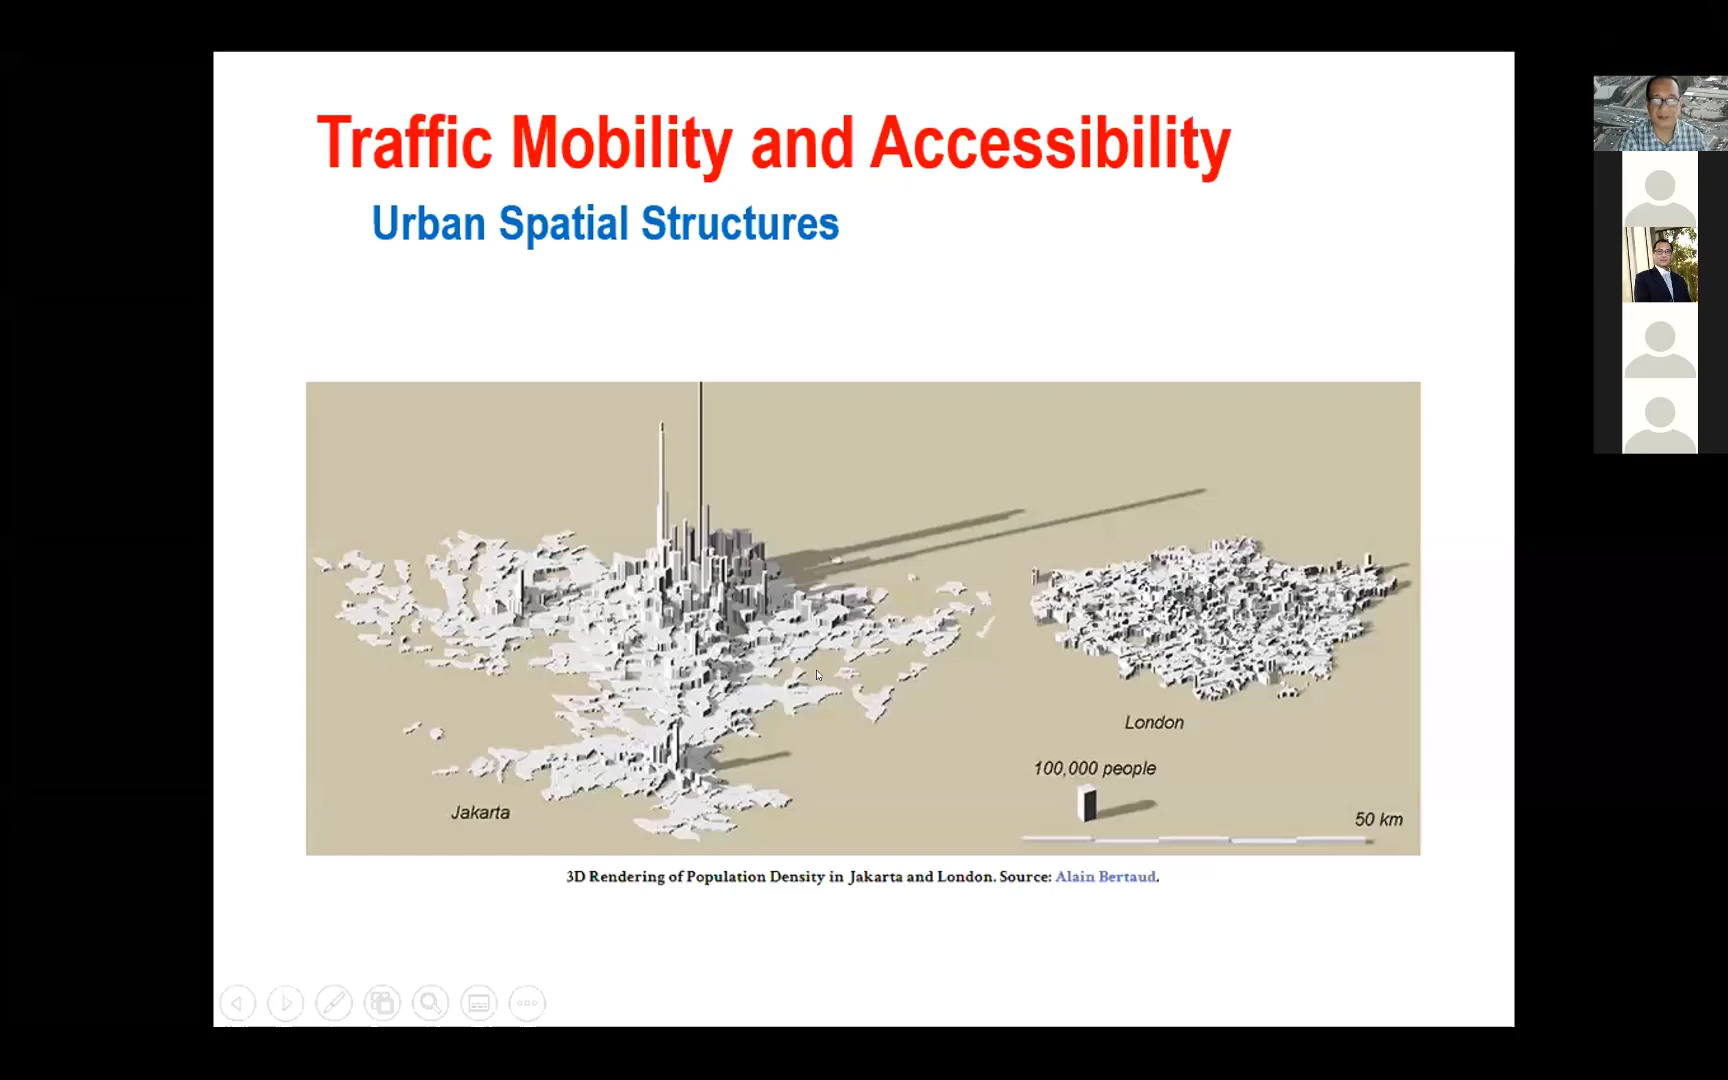 Traffic Mobility and Accessibility
Urban Spatial Structures
London
100,000 people
Jakarta
50 km
3D Rendering of Population Density in Jakarta and London. Source: Alain Bertaud.